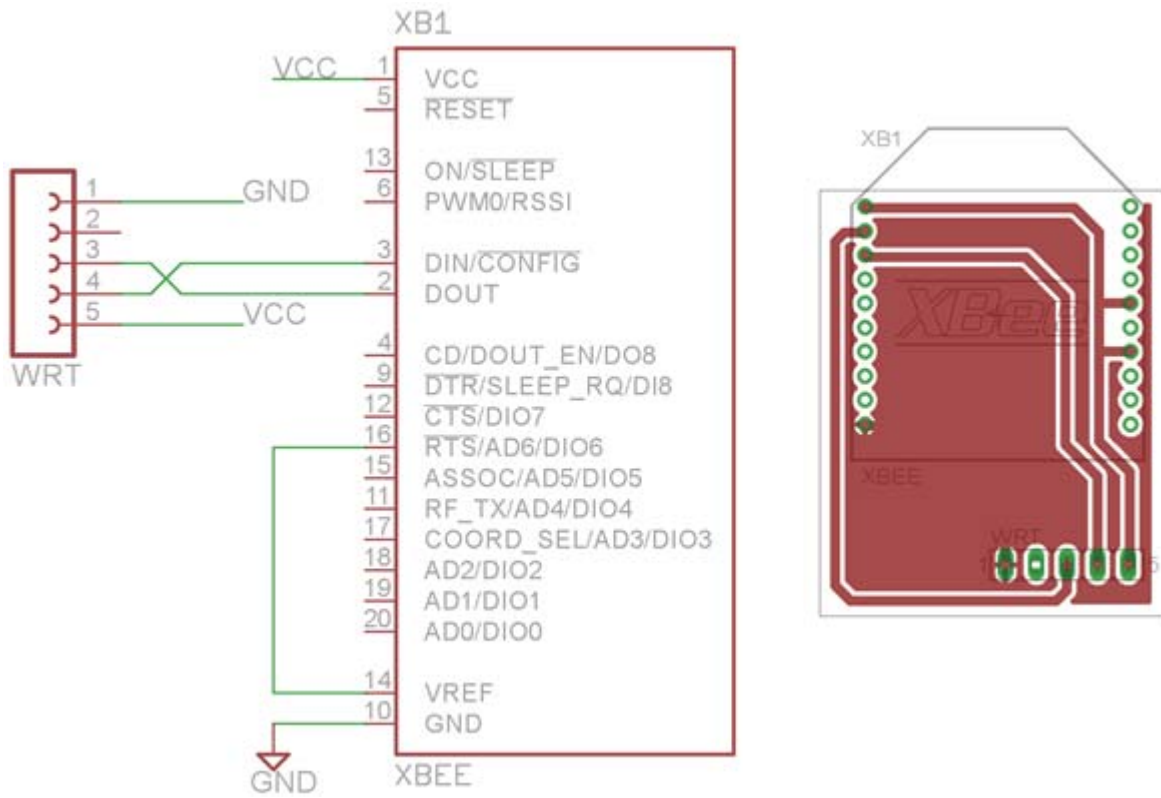 XB1
VCC 1 VCC
5 RESET
13 ON/SLEEP
6 PWM0/RSSI
1 GND
2
3
4
5 VCC
WRT
3 DIN/CONFIG
2 DOUT
4 CD/DOUT_EN/DO8
9 DTR/SLEEP_RQ/DI8
12 CTS/DIO7
16 RTS/AD6/DIO6
15 ASSOC/AD5/DIO5
11 RF_TX/AD4/DIO4
17 COORD_SEL/AD3/DIO3
18 AD2/DIO2
19 AD1/DIO1
20 AD0/DIO0
14 VREF
10 GND
GND
XBEE
XB1
XBee
XBEE
WRT
1 5